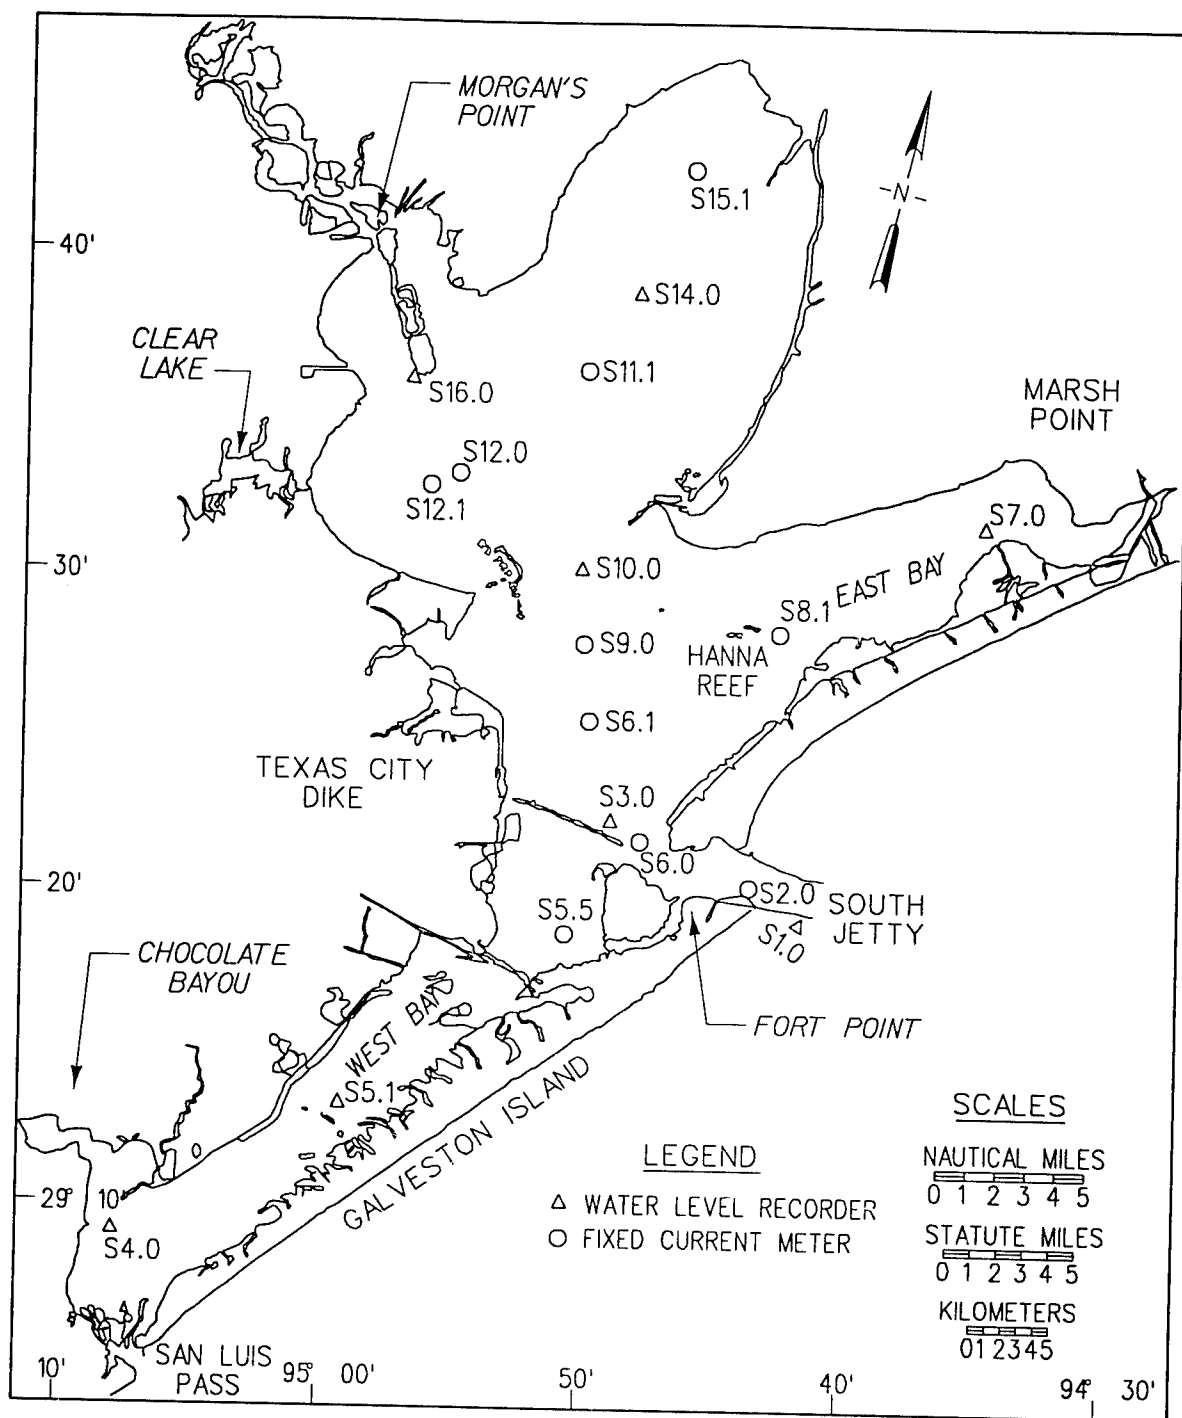 MORGAN'S
POINT
S15.1
-N-
40'
S14.0
CLEAR
LAKE
S11.1
S16.0
MARSH
POINT
S12.0
S12.1
S7.0
30'
S10.0
EAST BAY
S8.1
S9.0
HANNA
REEF
S6.1
TEXAS CITY
DIKE
S3.0
S6.0
20'
S2.0
SOUTH
JETTY
S1.0
S5.5
CHOCOLATE
BAYOU
FORT POINT
WEST BAY
S5.1
GALVESTON ISLAND
SCALES
NAUTICAL MILES
0 1 2 3 4 5
STATUTE MILES
0 1 2 3 4 5
KILOMETERS
0 1 2 3 4 5
LEGEND
△ WATER LEVEL RECORDER
○ FIXED CURRENT METER
29° 10'
S4.0
SAN LUIS
PASS
10'
95° 00'
50'
40'
94° 30'